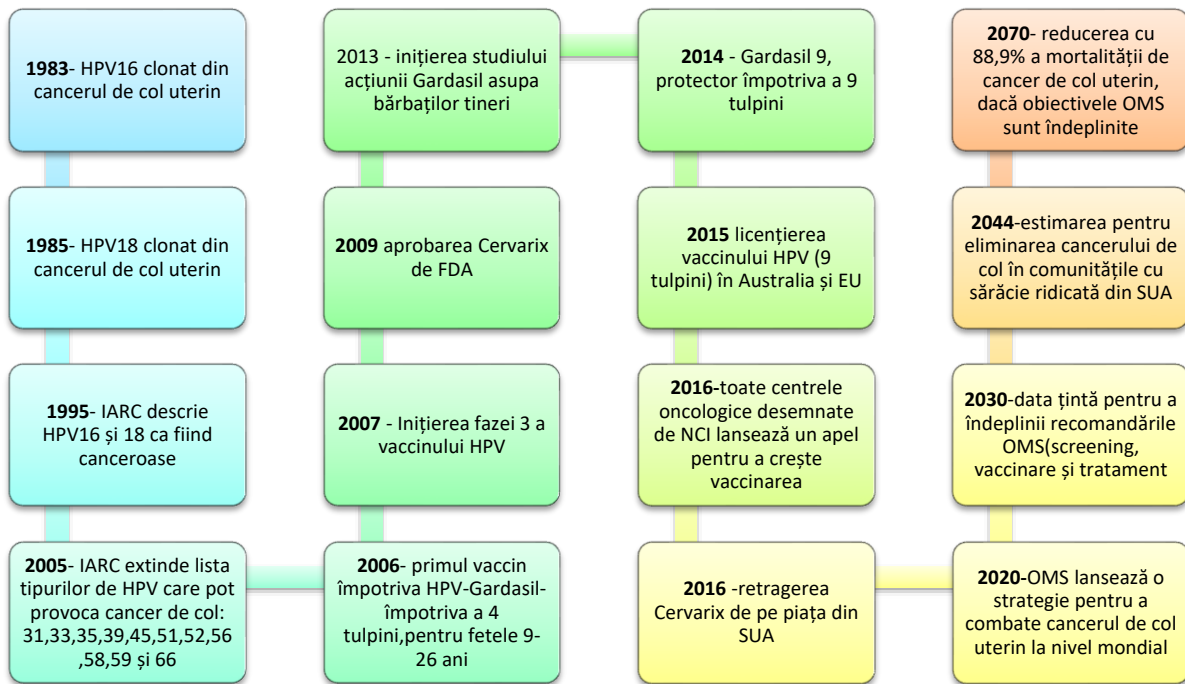 1983- HPV16 clonat din
cancerul de col uterin
1985- HPV18 clonat din
cancerul de col uterin
1995- IARC descrie
HPV16 și 18 ca fiind
canceroase
2005- IARC extinde lista
tipurilor de HPV care pot
provoca cancer de col:
31,33,35,39,45,51,52,56
,58,59 și 66
2006- primul vaccin
împotriva HPV-Gardasil-
împotriva a 4
tulpini,pentru fetele 9-
26 ani
2007 - Inițierea fazei 3 a
vaccinului HPV
2009 aprobarea Cervarix
de FDA
2013 - inițierea studiului
acțiunii Gardasil asupra
bărbaților tineri
2014 - Gardasil 9,
protector împotriva a 9
tulpini
2015 licențierea
vaccinului HPV (9
tulpini) în Australia și EU
2016-toate centrele
oncologice desemnate
de NCI lansează un apel
pentru a crește
vaccinarea
2016 -retragerea
Cervarix de pe piața din
SUA
2020-OMS lansează o
strategie pentru a
combate cancerul de col
uterin la nivel mondial
2030-data țintă pentru a
îndeplinii recomandările
OMS(screening,
vaccinare și tratament
2044-estimarea pentru
eliminarea cancerului de
col în comunitățile cu
sărăcie ridicată din SUA
2070- reducerea cu
88,9% a mortalității de
cancer de col uterin,
dacă obiectivele OMS
sunt îndeplinite